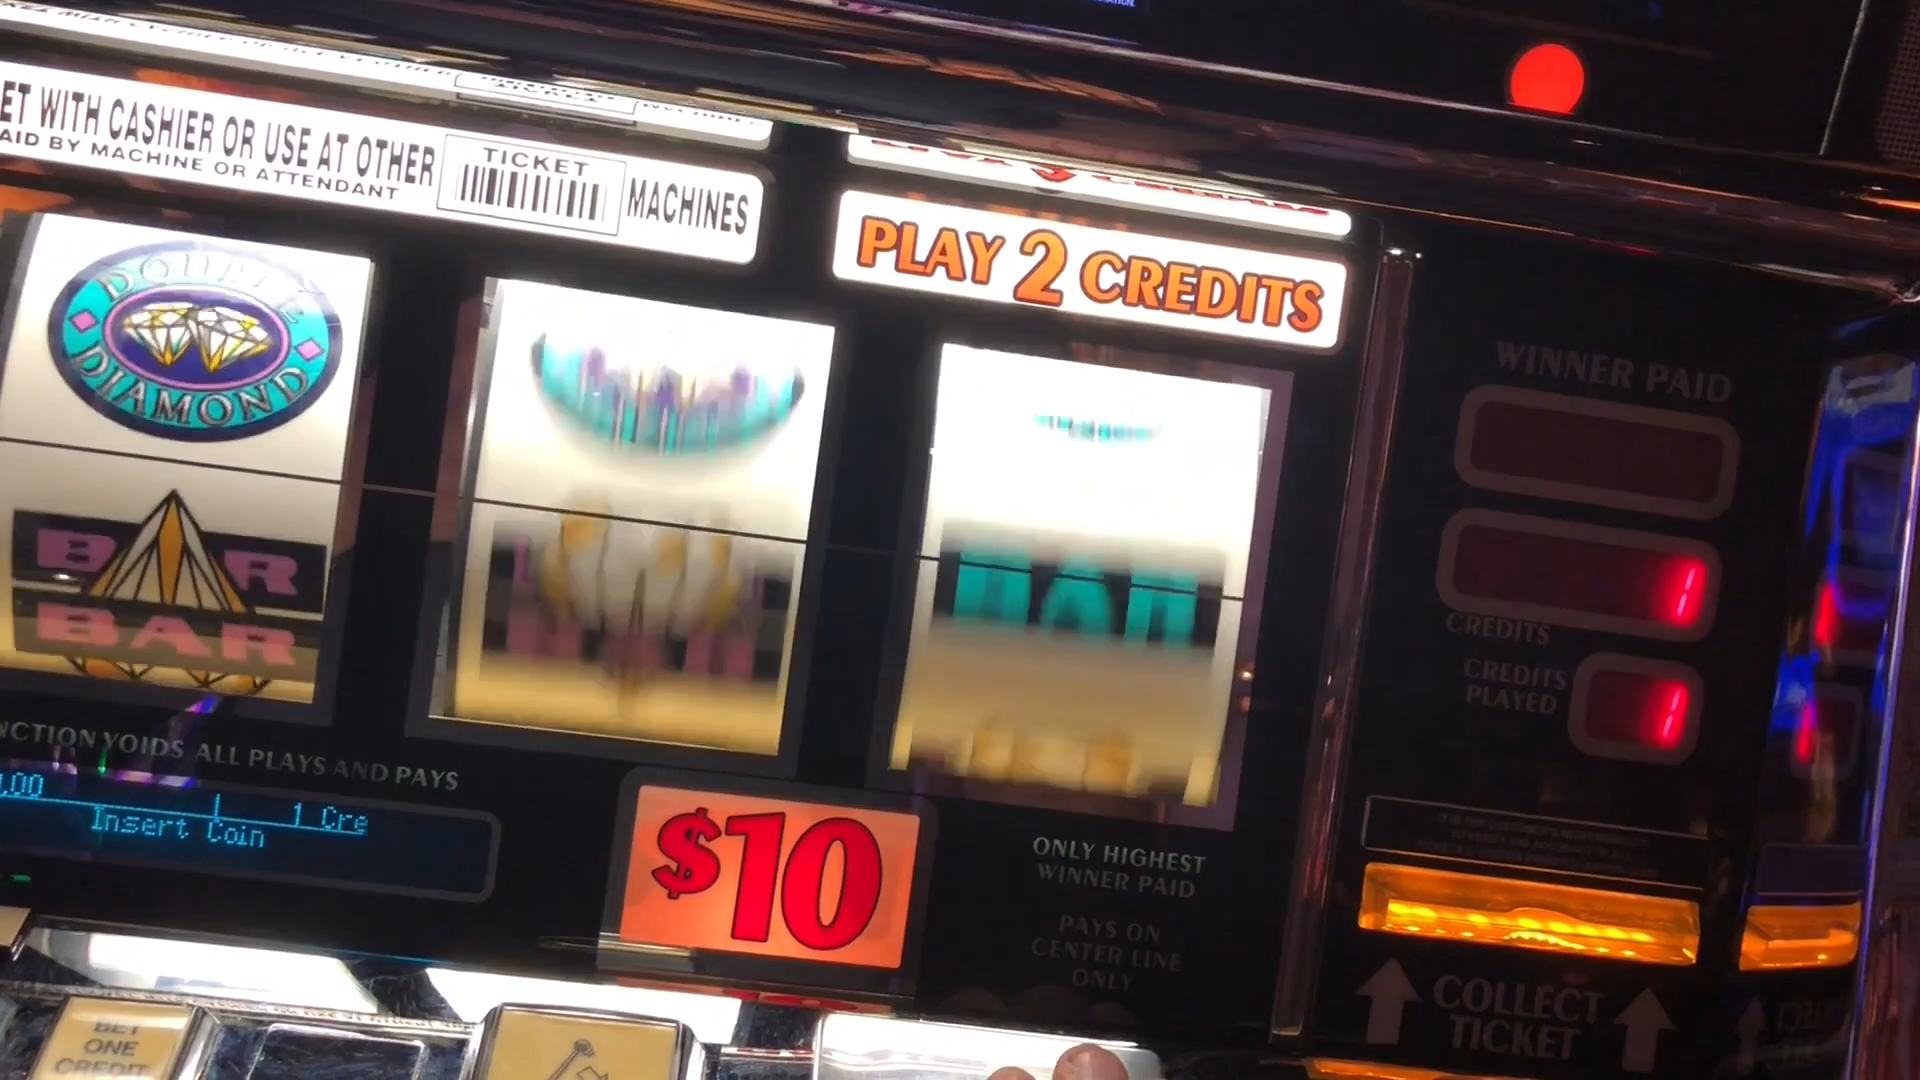 ET WITH CASHIER OR USE AT OTHER
TICKET
MACHINES
AID BY MACHINE OR ATTENDANT
PLAY 2 CREDITS
DOUBLE
DIAMOND
BAR
BAR
WINNER PAID
1
CREDITS
CREDITS
PLAYED
1
NCTION VOIDS ALL PLAYS AND PAYS
.00
1 Cre
Insert Coin
$10
ONLY HIGHEST
WINNER PAID
PAYS ON
CENTER LINE
ONLY
COLLECT
TICKET
BET
ONE
CREDIT